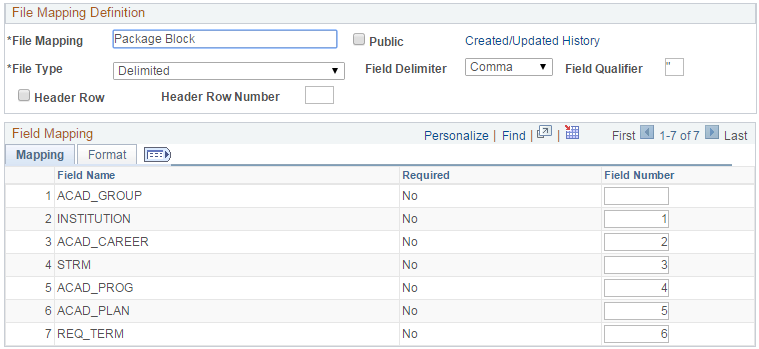 File Mapping Definition
*File Mapping Package Block Public Created/Updated History
*File Type Delimited Field Delimiter Comma Field Qualifier "
Header Row Header Row Number
Field Mapping Personalize | Find | | First 1-7 of 7 Last
Mapping Format
Field Name Required Field Number
1 ACAD_GROUP No
2 INSTITUTION No 1
3 ACAD_CAREER No 2
4 STRM No 3
5 ACAD_PROG No 4
6 ACAD_PLAN No 5
7 REQ_TERM No 6